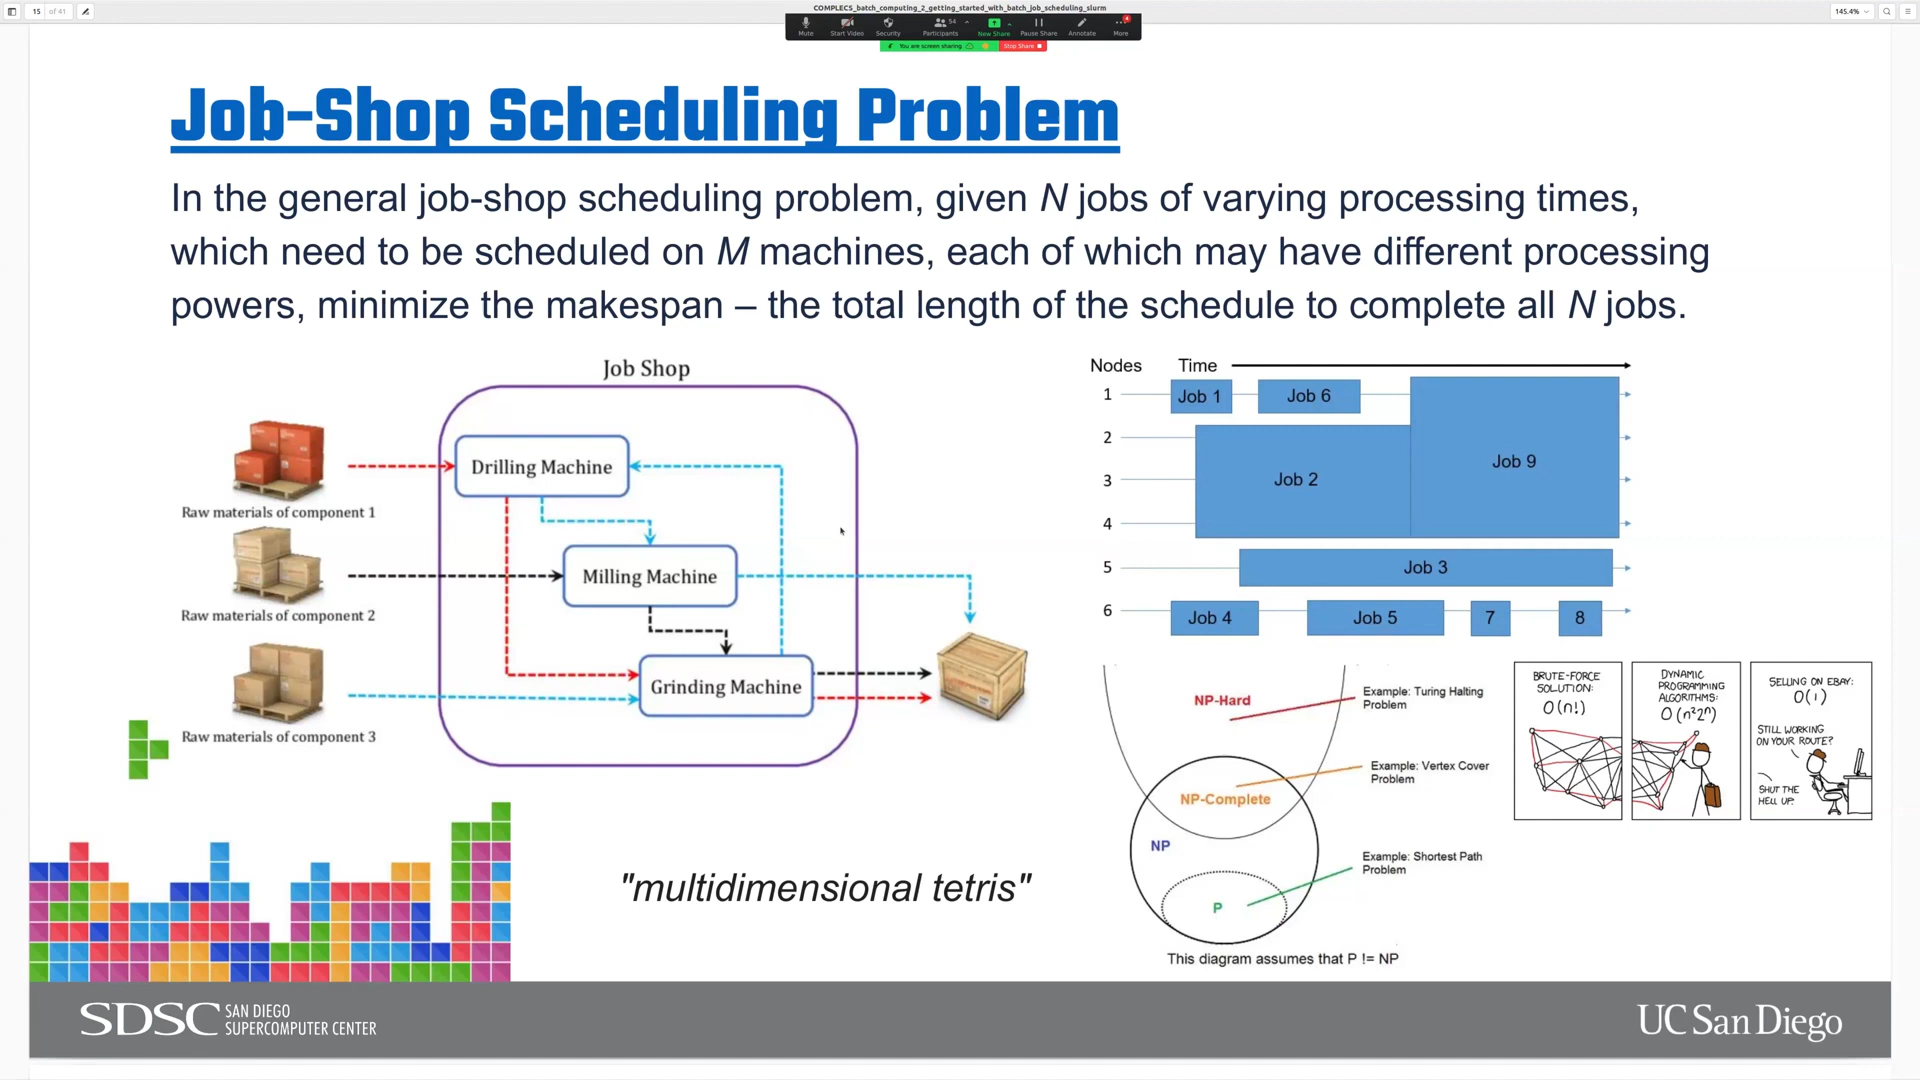 15 of 41
COMPLECS_batch_computing_2_getting_started_with_batch_job_scheduling_slurm
145.4%
Mute Start Video Security Participants 54 New Share Pause Share Annotate More 4
You are screen sharing Stop Share
Job-Shop Scheduling Problem
In the general job-shop scheduling problem, given N jobs of varying processing times,
which need to be scheduled on M machines, each of which may have different processing
powers, minimize the makespan – the total length of the schedule to complete all N jobs.
Job Shop
Drilling Machine
Raw materials of component 1
Milling Machine
Raw materials of component 2
Grinding Machine
Raw materials of component 3
Nodes Time
1 Job 1 Job 6
2
3 Job 2 Job 9
4
5 Job 3
6 Job 4 Job 5 7 8
NP-Hard
Example: Turing Halting
Problem
NP-Complete
Example: Vertex Cover
Problem
NP
Example: Shortest Path
Problem
P
This diagram assumes that P != NP
BRUTE-FORCE
SOLUTION:
O(n!)
DYNAMIC
PROGRAMMING
ALGORITHMS:
O(n²2ⁿ)
SELLING ON EBAY:
O(1)
STILL WORKING
ON YOUR ROUTE?
SHUT THE
HELL UP.
"multidimensional tetris"
SDSC SAN DIEGO
SUPERCOMPUTER CENTER
UC San Diego